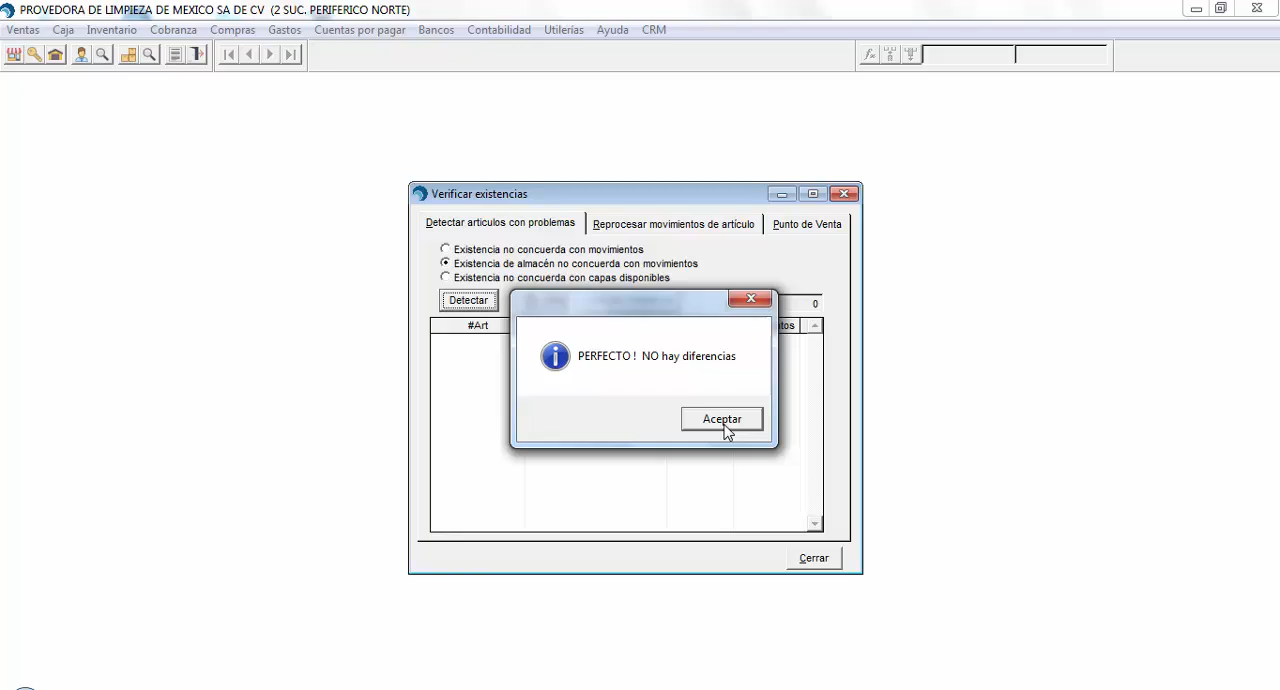 PROVEDORA DE LIMPIEZA DE MEXICO SA DE CV (2 SUC. PERIFERICO NORTE)
Ventas Caja Inventario Cobranza Compras Gastos Cuentas por pagar Bancos Contabilidad Utilerías Ayuda CRM
Verificar existencias
Detectar articulos con problemas Reprocesar movimientos de artículo Punto de Venta
Existencia no concuerda con movimientos
Existencia de almacén no concuerda con movimientos
Existencia no concuerda con capas disponibles
Detectar 0
#Art
PERFECTO ! NO hay diferencias
Aceptar
Cerrar